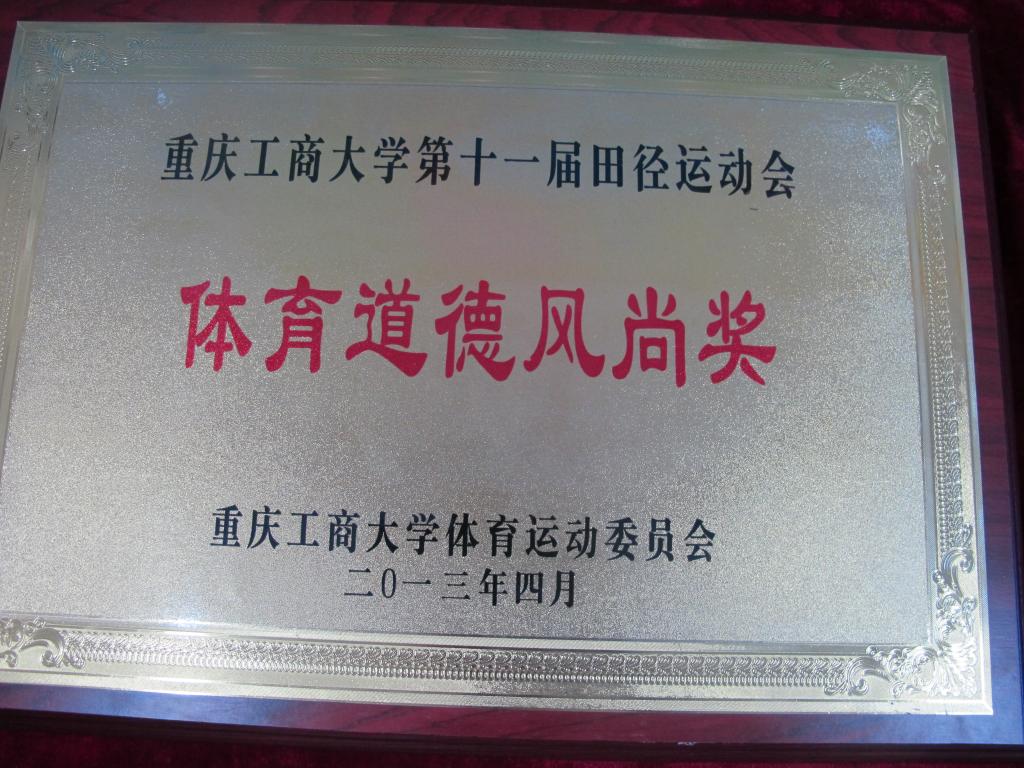 重庆工商大学第十一届田径运动会
体育道德风尚奖
重庆工商大学体育运动委员会
二0一三年四月